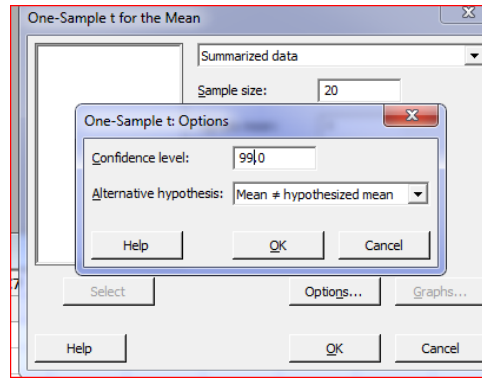 One-Sample t for the Mean
Summarized data
Sample size: 20
One-Sample t: Options
Confidence level: 99.0
Alternative hypothesis: Mean ≠ hypothesized mean
Help OK Cancel
Select Options... Graphs...
Help OK Cancel